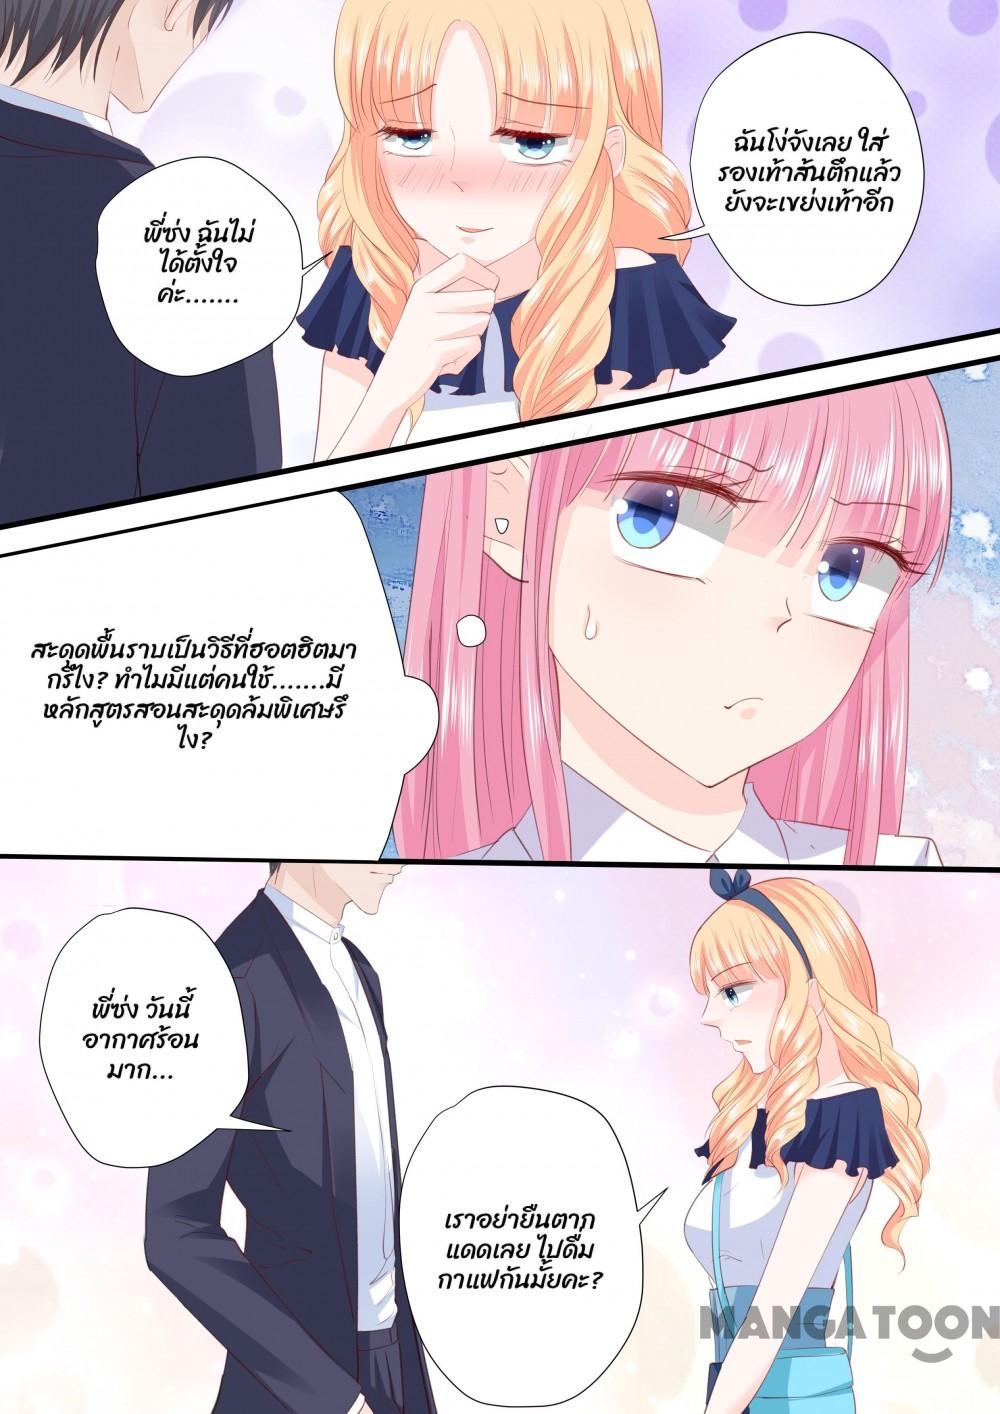 ฉันโง่จังเลย ใส่
รองเท้าส้นตึกแล้ว
ยังจะเขย่งเท้าอีก
พี่ซ่ง ฉันไม่
ได้ตั้งใจ
ค่ะ.......
สะดุดพื้นราบเป็นวิธีที่ฮอตฮิตมา
กรึไง? ทำไมมีแต่คนใช้.......มี
หลักสูตรสอนสะดุดล้มพิเศษรึ
ไง?
พี่ซ่ง วันนี้
อากาศร้อน
มาก...
เราอย่ายืนตาก
แดดเลย ไปดื่ม
กาแฟกันมั้ยคะ?
MANGATOON